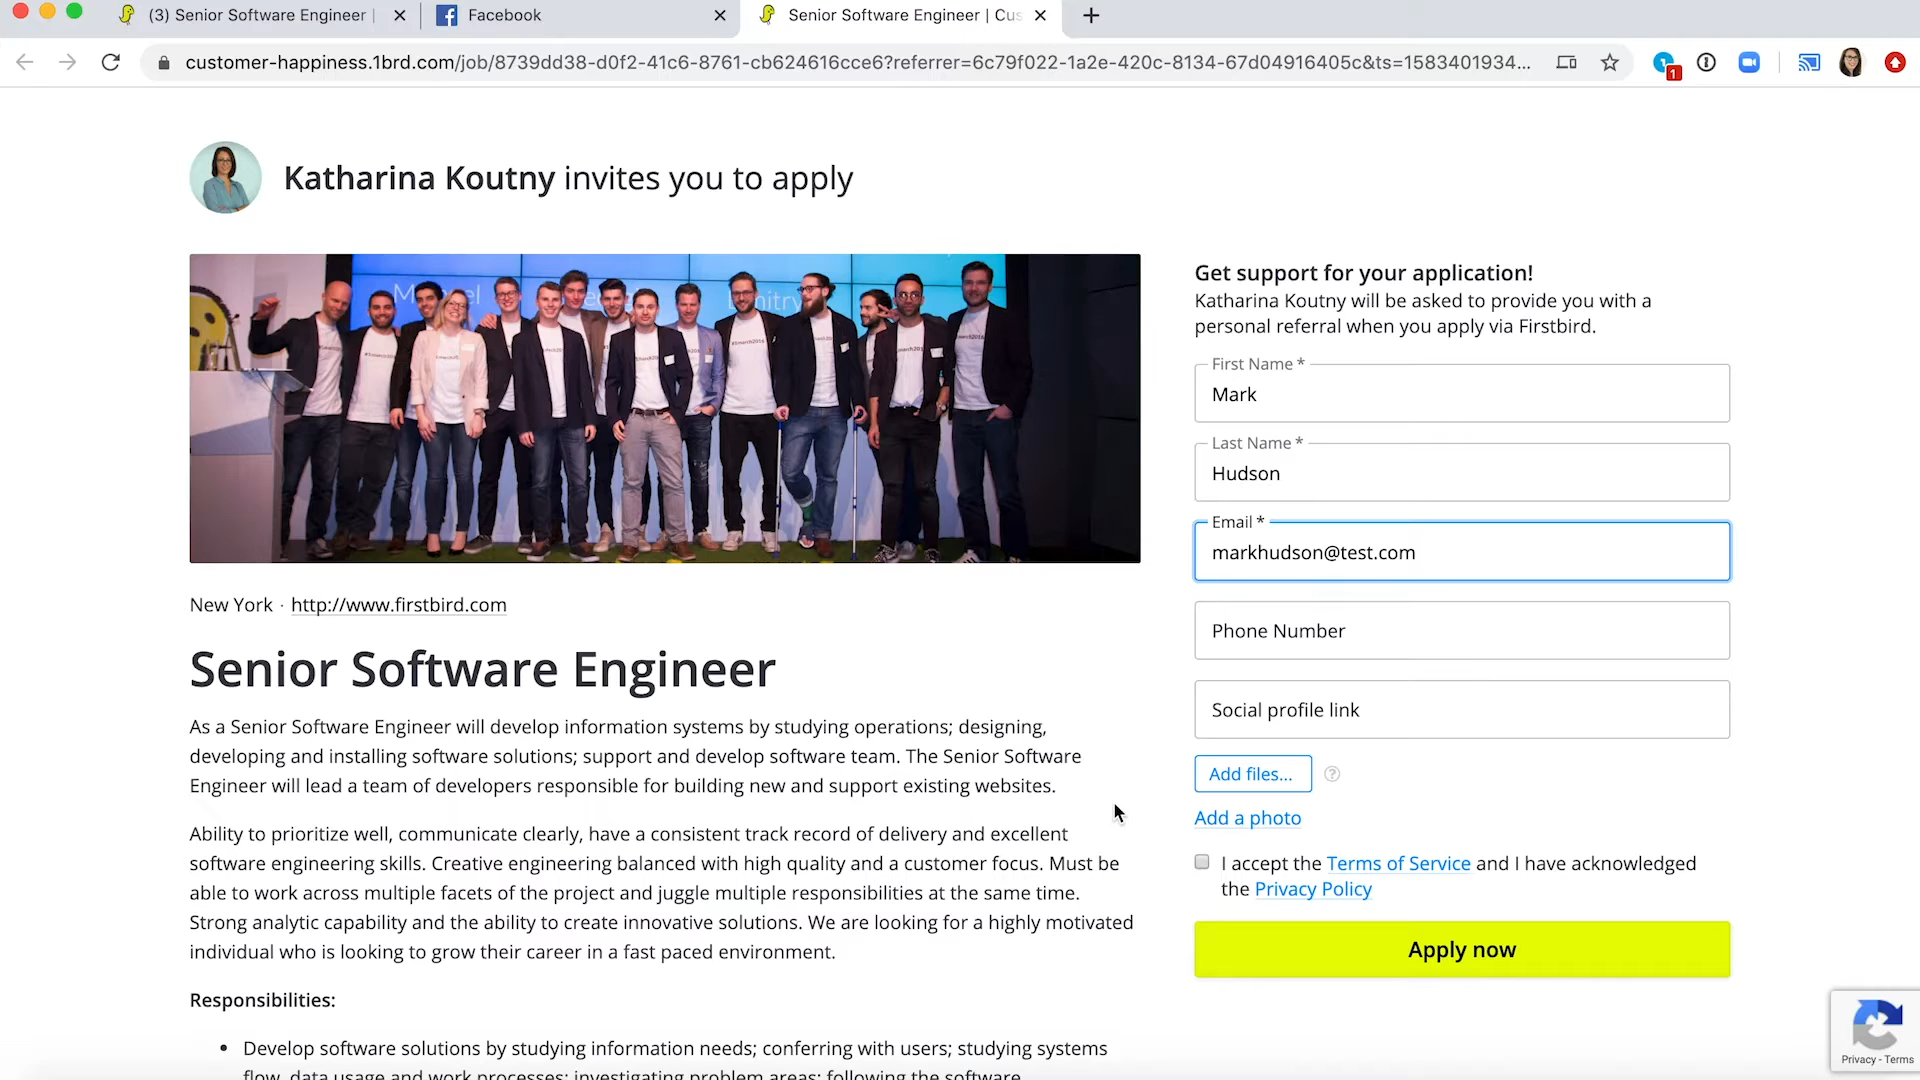 (3) Senior Software Engineer |
Facebook
Senior Software Engineer | Cus
customer-happiness.1brd.com/job/8739dd38-d0f2-41c6-8761-cb624616cce6?referrer=6c79f022-1a2e-420c-8134-67d04916405c&ts=1583401934...
1
Katharina Koutny invites you to apply
Get support for your application!
Katharina Koutny will be asked to provide you with a
personal referral when you apply via Firstbird.
First Name *
Mark
Last Name *
Hudson
Email *
markhudson@test.com
Phone Number
Social profile link
Add files...
?
Add a photo
I accept the Terms of Service and I have acknowledged
the Privacy Policy
Apply now
New York · http://www.firstbird.com
Senior Software Engineer
As a Senior Software Engineer will develop information systems by studying operations; designing,
developing and installing software solutions; support and develop software team. The Senior Software
Engineer will lead a team of developers responsible for building new and support existing websites.
Ability to prioritize well, communicate clearly, have a consistent track record of delivery and excellent
software engineering skills. Creative engineering balanced with high quality and a customer focus. Must be
able to work across multiple facets of the project and juggle multiple responsibilities at the same time.
Strong analytic capability and the ability to create innovative solutions. We are looking for a highly motivated
individual who is looking to grow their career in a fast paced environment.
Responsibilities:
• Develop software solutions by studying information needs; conferring with users; studying systems
flow, data usage and work processes; investigating problem areas; following the software
Privacy - Terms